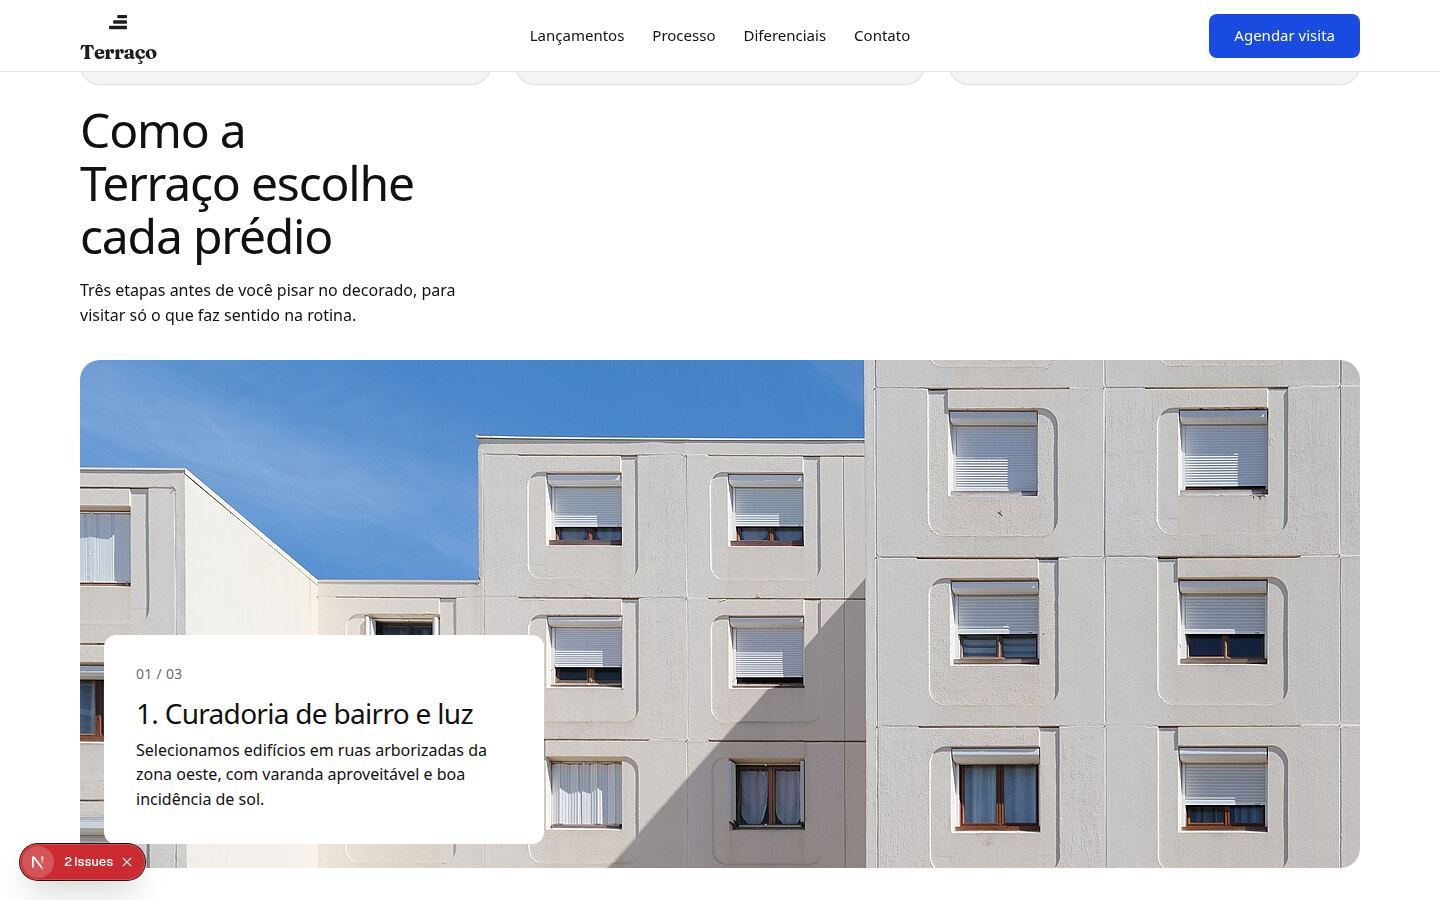 Terraço
Lançamentos Processo Diferenciais Contato
Agendar visita
Como a
Terraço escolhe
cada prédio
Três etapas antes de você pisar no decorado, para
visitar só o que faz sentido na rotina.
01 / 03
1. Curadoria de bairro e luz
Selecionamos edifícios em ruas arborizadas da
zona oeste, com varanda aproveitável e boa
incidência de sol.
N 2 Issues